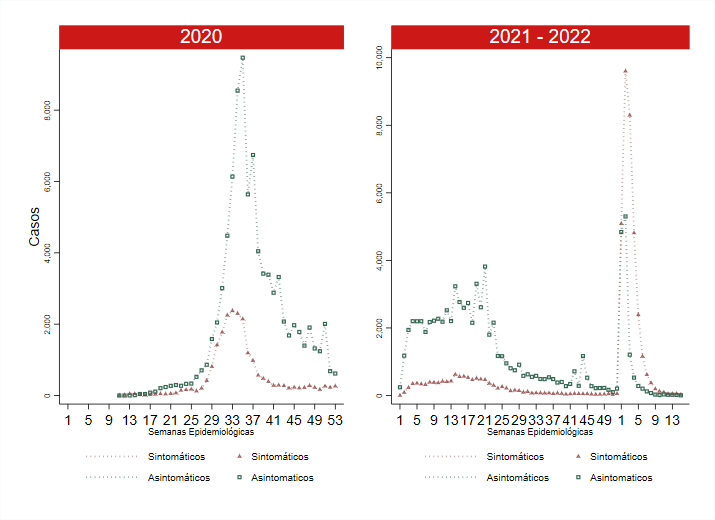 2020
2021 - 2022
Casos
0
2,000
4,000
6,000
8,000
0
2,000
4,000
6,000
8,000
10,000
1 5 9 13 17 21 25 29 33 37 41 45 49 53
1 5 9 13 17 21 25 29 33 37 41 45 49 1 5 9 13
Semanas Epidemiológicas
Semanas Epidemiológicas
Sintomáticos Sintomáticos
Asintomáticos Asintomaticos
Sintomáticos Sintomáticos
Asintomáticos Asintomaticos